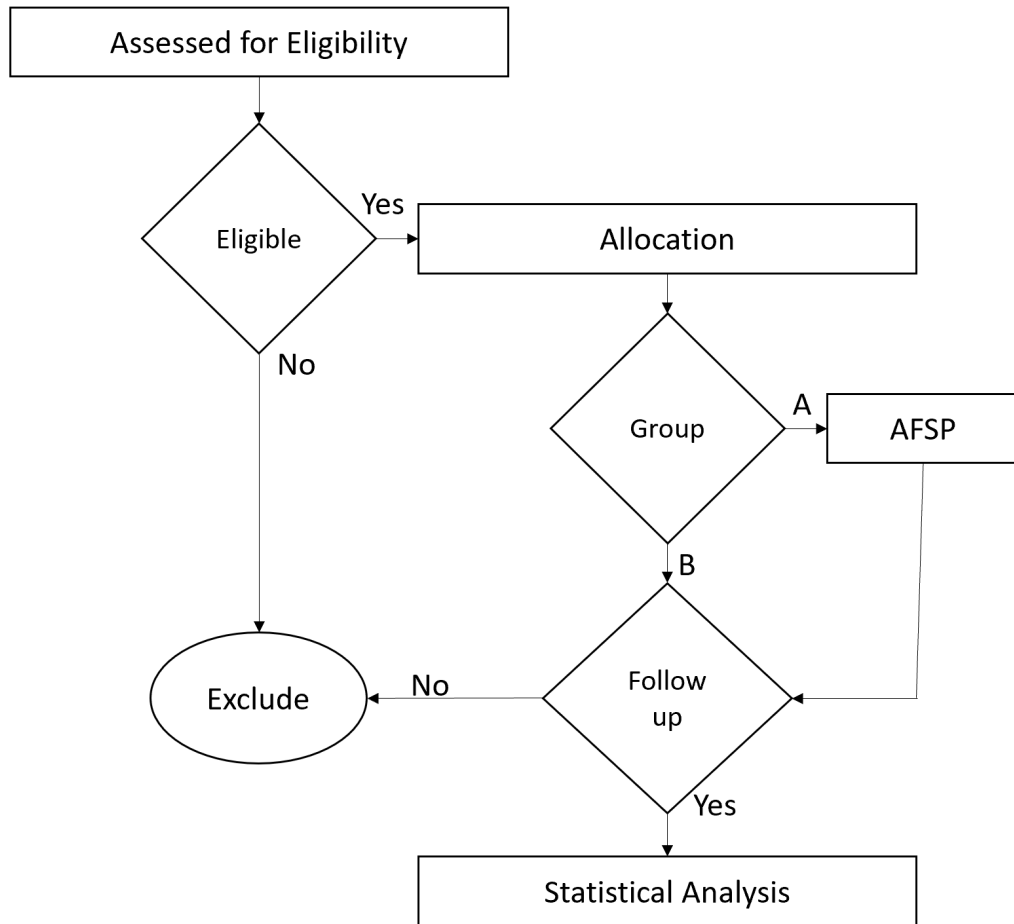 Assessed for Eligibility
Yes
Eligible
Allocation
No
A
Group
AFSP
B
Follow
up
No
Exclude
Yes
Statistical Analysis